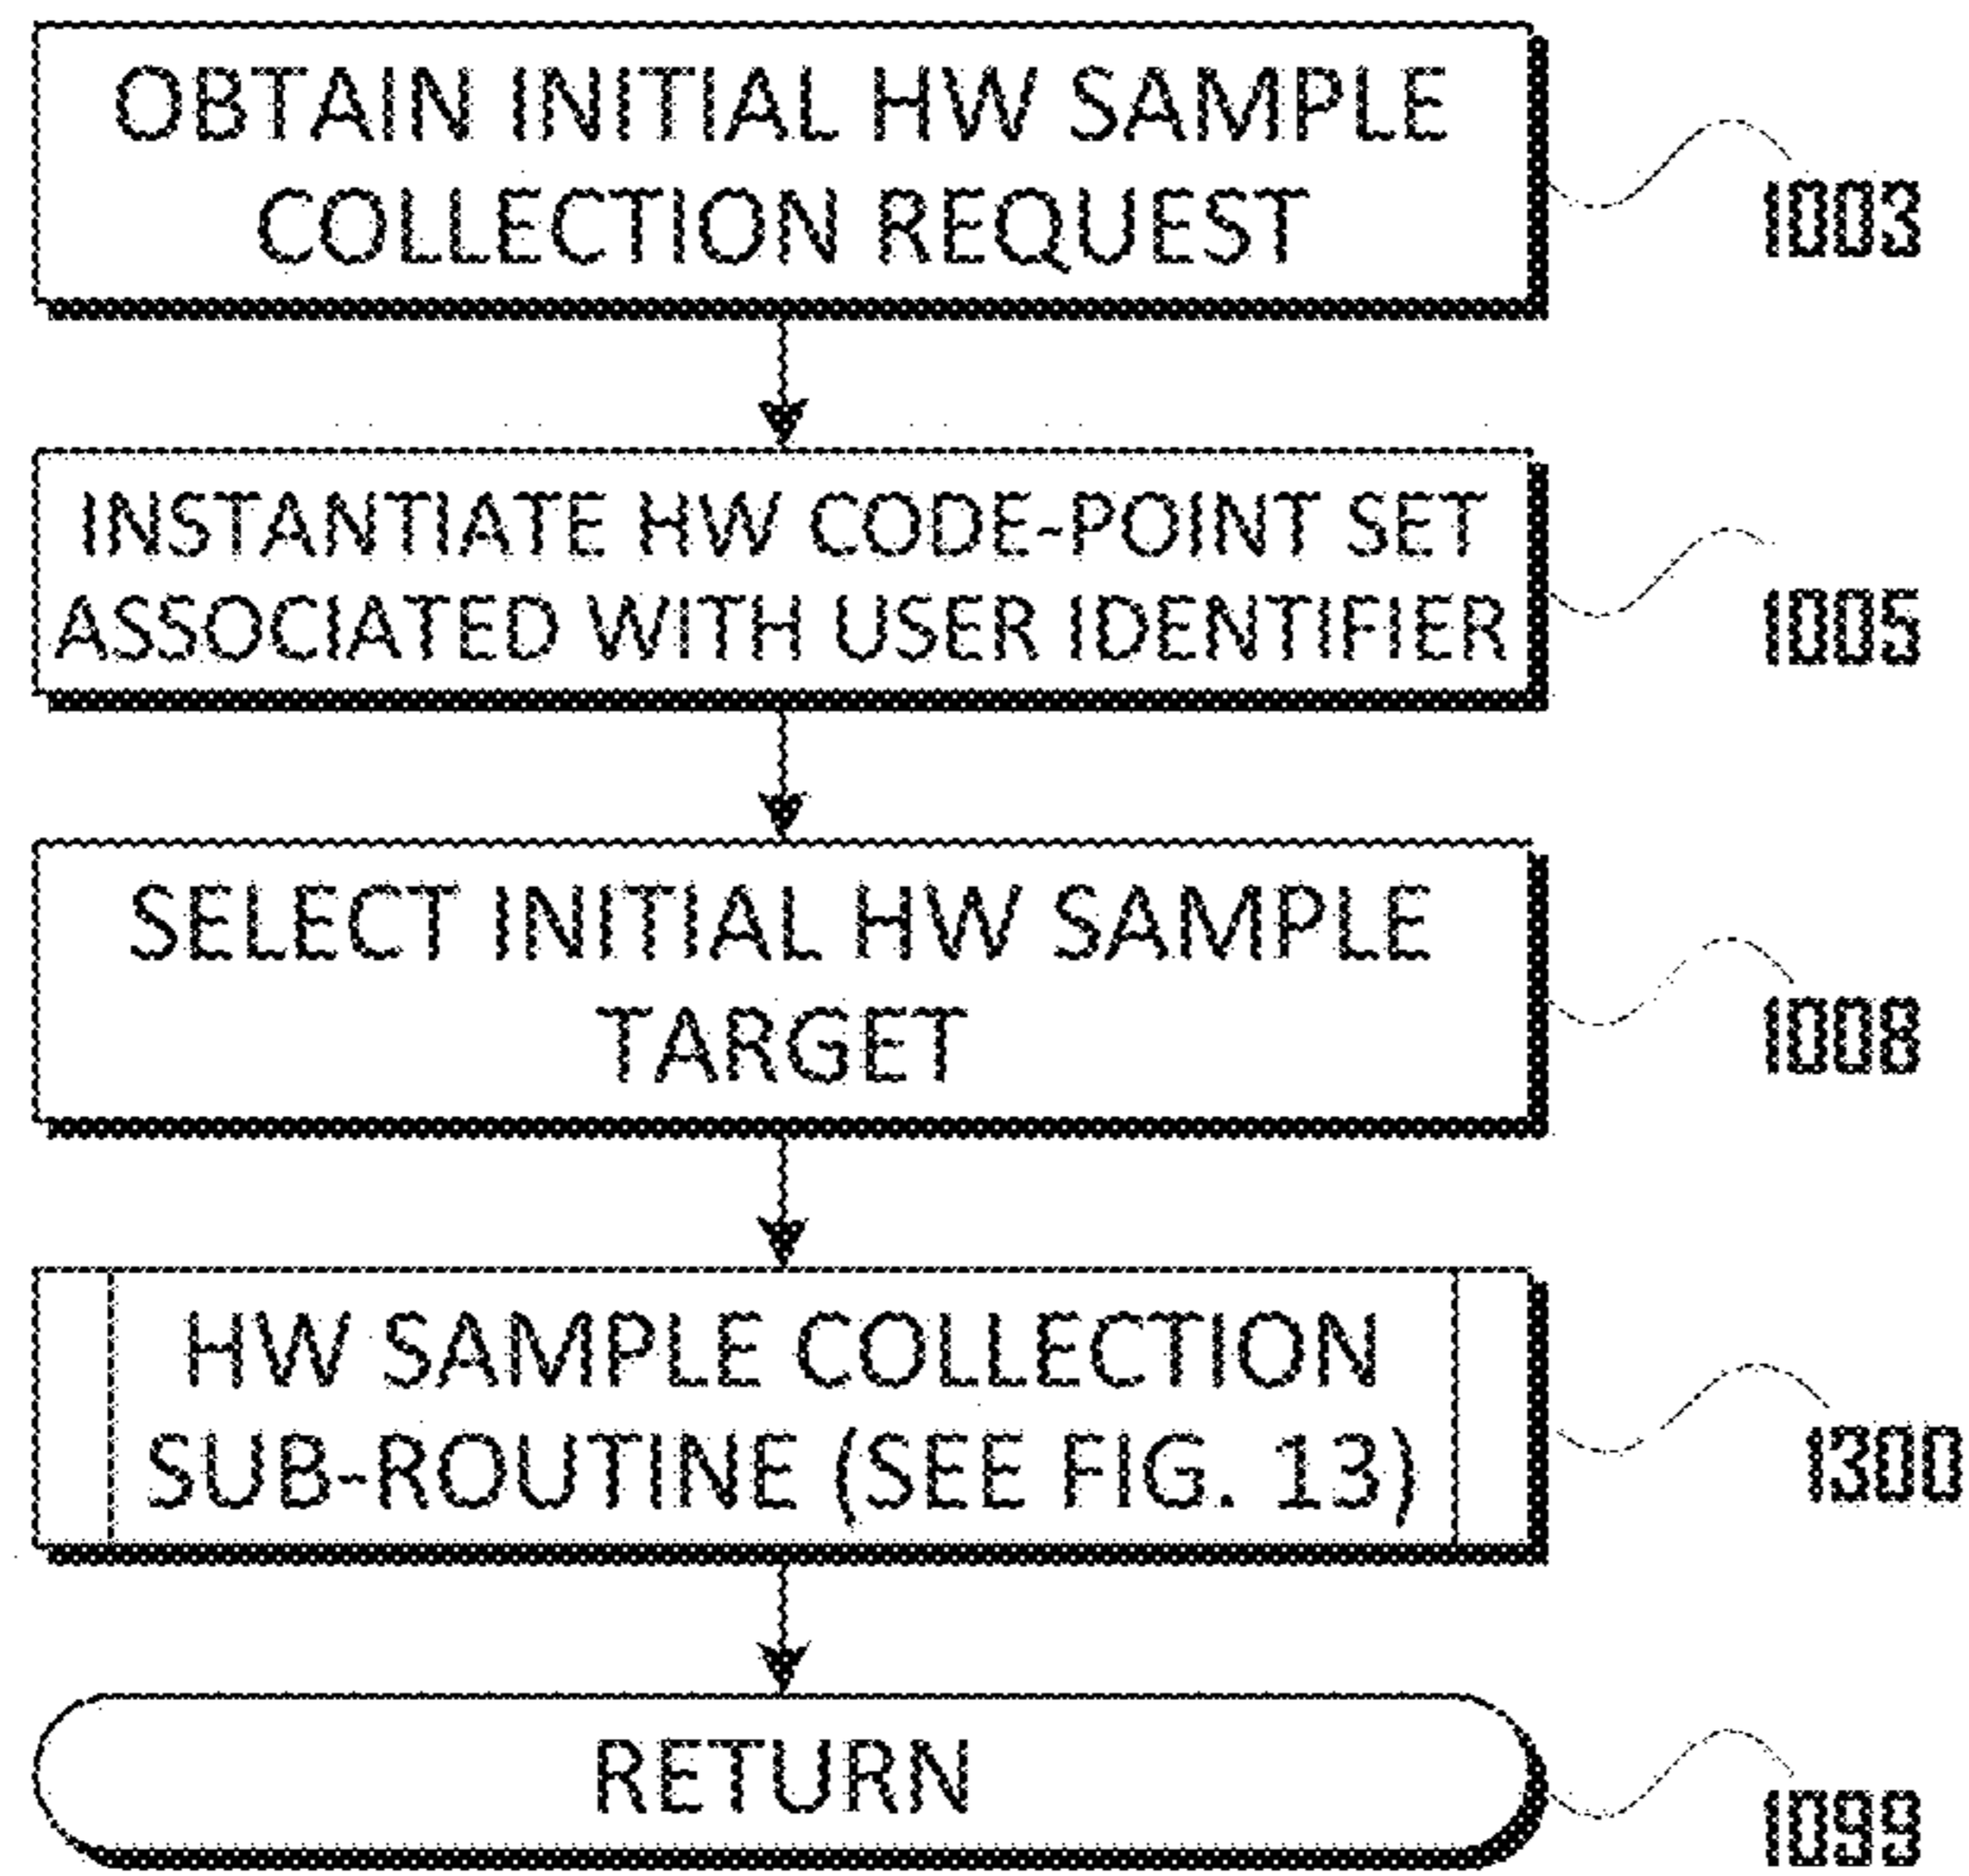 OBTAIN INITIAL HW SAMPLE
COLLECTION REQUEST
1003
INSTANTIATE HW CODE-POINT SET
ASSOCIATED WITH USER IDENTIFIER
1005
SELECT INITIAL HW SAMPLE
TARGET
1008
HW SAMPLE COLLECTION
SUB-ROUTINE (SEE FIG. 13)
1300
RETURN
1099